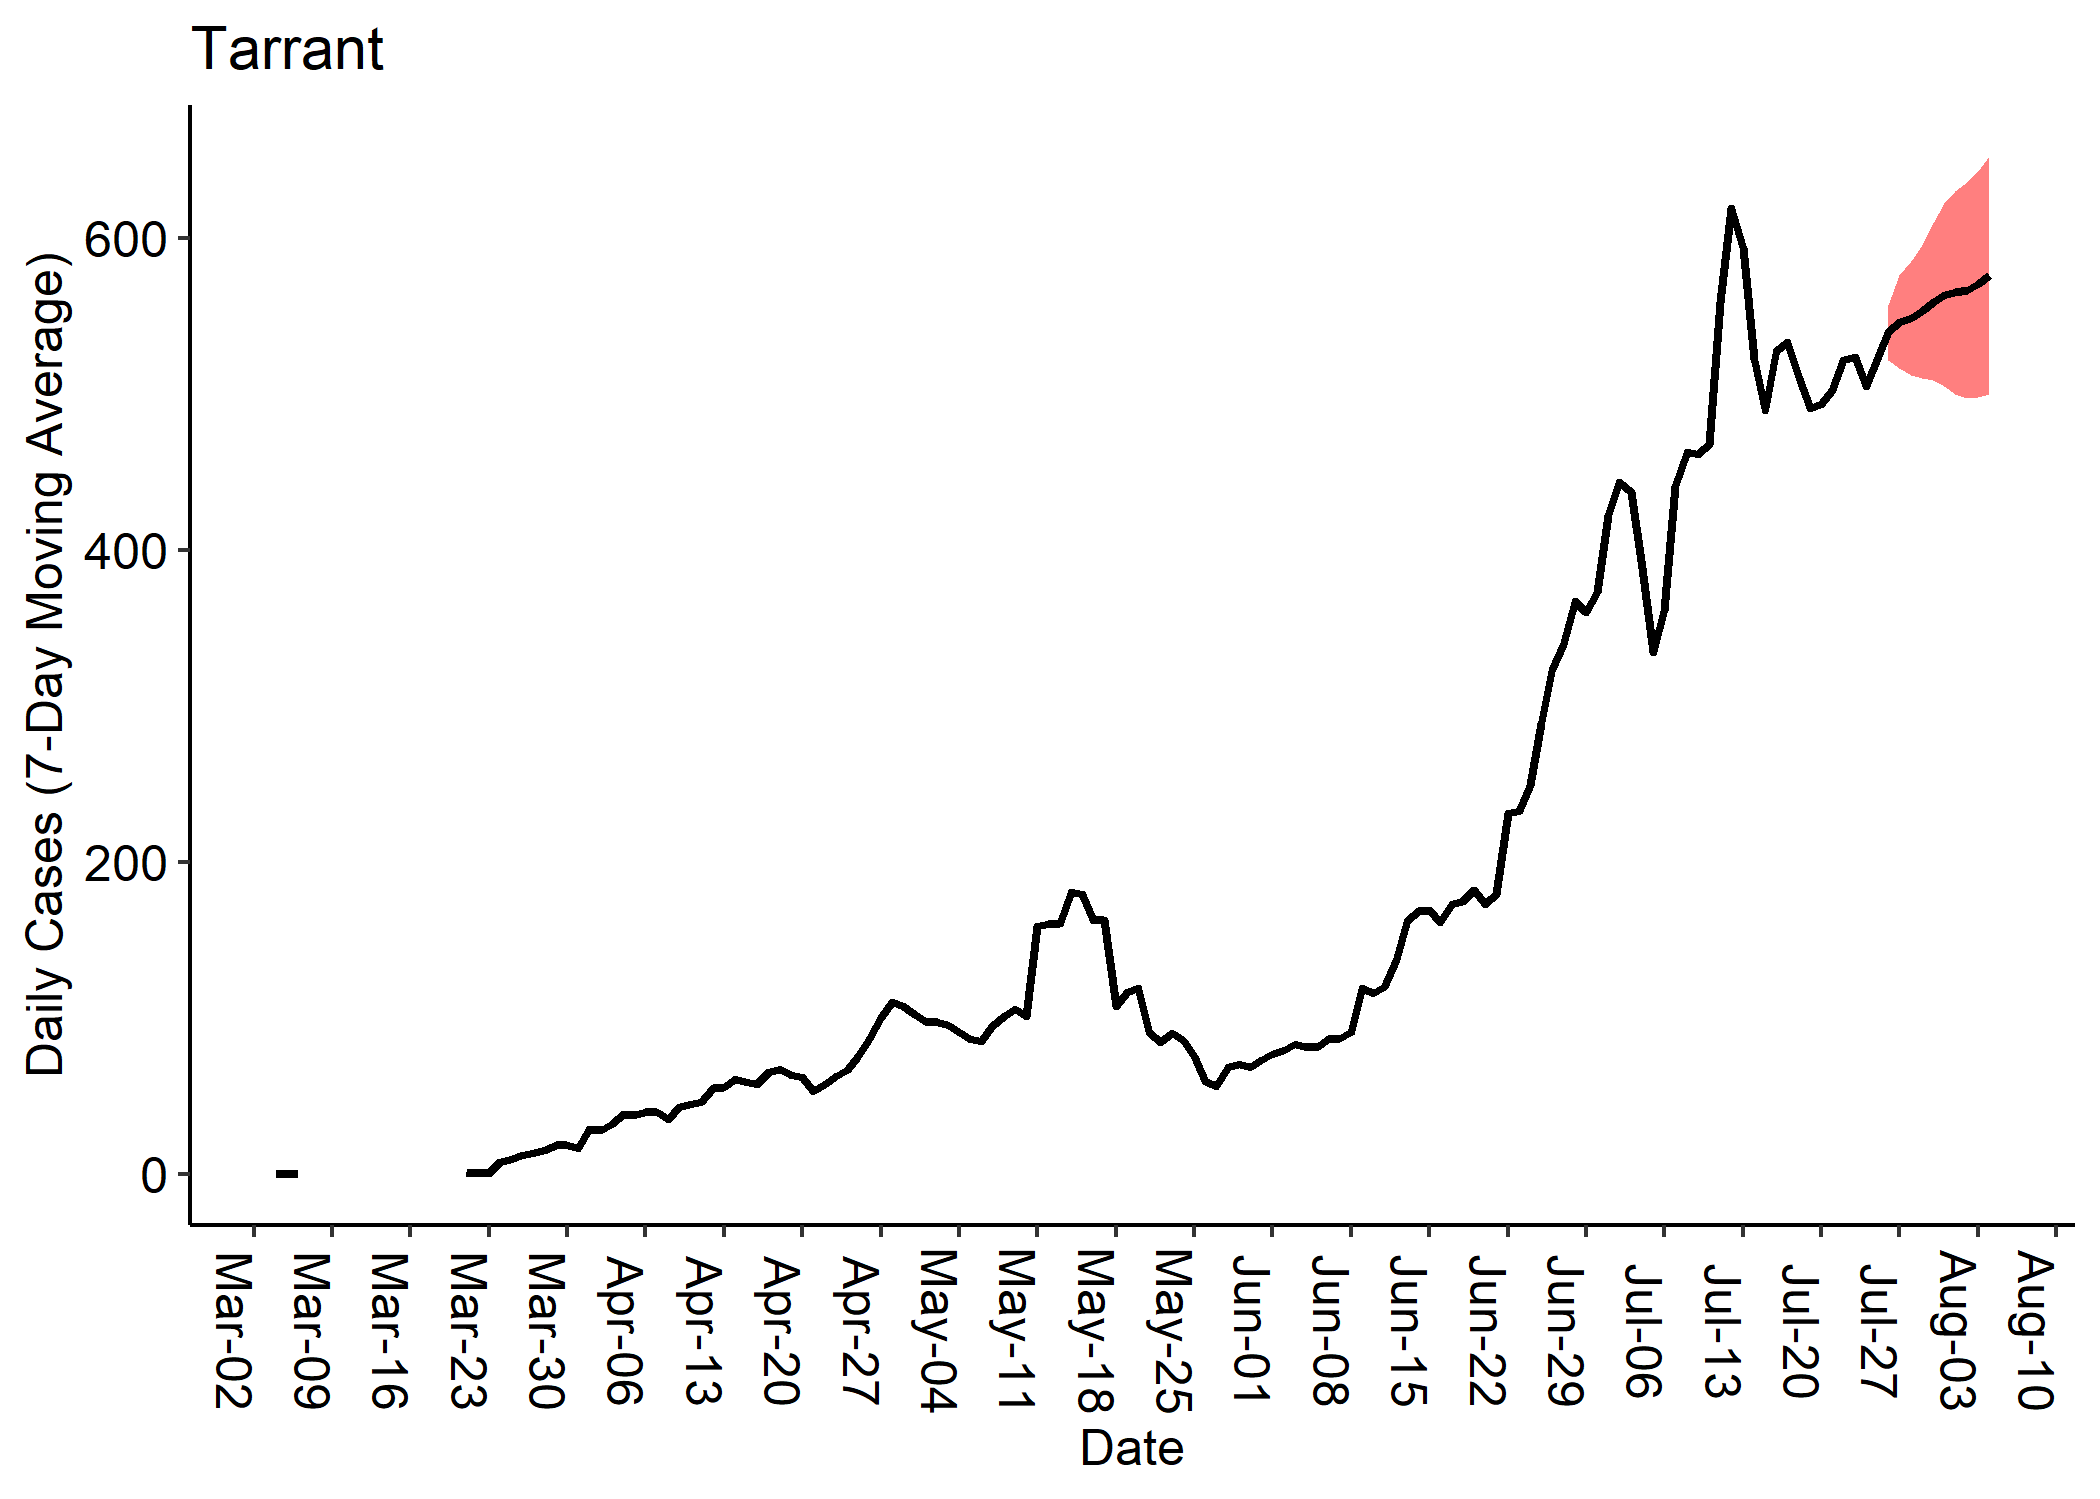 Tarrant
Daily Cases (7-Day Moving Average)
600
400
200
0
Mar-02
Mar-09
Mar-16
Mar-23
Mar-30
Apr-06
Apr-13
Apr-20
Apr-27
May-04
May-11
May-18
May-25
Jun-01
Jun-08
Jun-15
Jun-22
Jun-29
Jul-06
Jul-13
Jul-20
Jul-27
Aug-03
Aug-10
Date